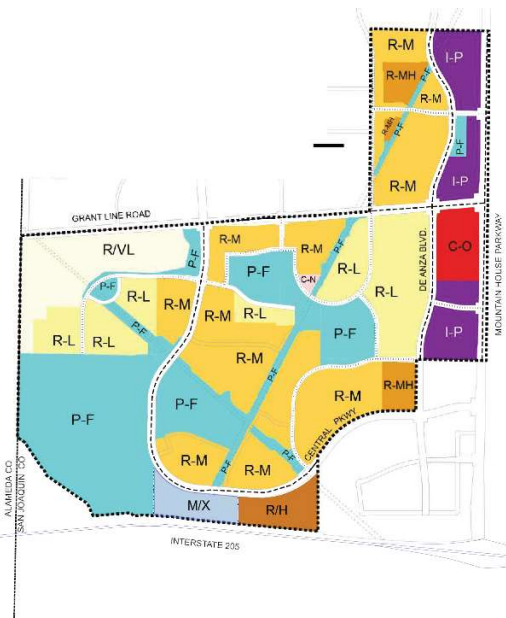 R-M
I-P
R-MH
P-F
R-M
R-MH
P-F
P-F
R-M
I-P
GRANT LINE ROAD
R/VL
P-F
R-M
R-M
P-F
C-N
P-F
R-L
DE ANZA BLVD.
C-O
MOUNTAIN HOUSE PARKWAY
P-F
R-L
R-M
R-M
R-L
R-L
P-F
I-P
R-L
R-L
R-M
P-F
R-M
R-MH
P-F
P-F
CENTRAL PKWY
R-M
P-F
R-M
P-F
M/X
R/H
ALAMEDA CO
SAN JOAQUIN CO
INTERSTATE 205